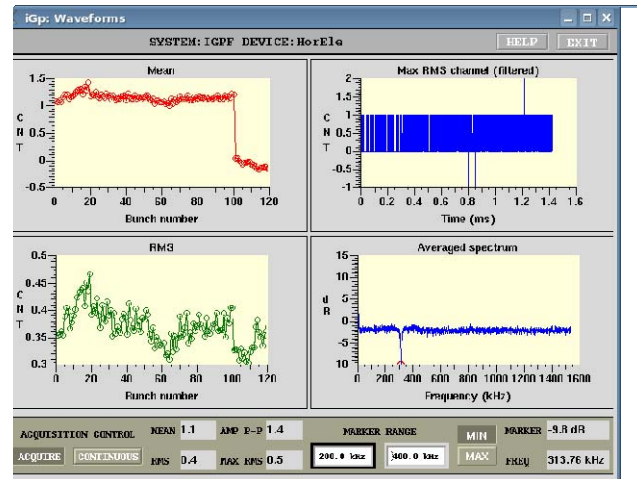 iGp: Waveforms
SYSTEM:IGPF DEVICE:HorEla
HELP EXIT
Mean
1.5
1
0.5
0
-0.5
C
N
T
0 20 40 60 80 100 120
Bunch number
Max RMS channel (filtered)
2
1.5
1
0.5
0
-0.5
-1
C
N
T
0 0.2 0.4 0.6 0.8 1 1.2 1.4 1.6
Time (ms)
RMS
0.5
0.45
0.4
0.35
0.3
C
N
T
0 20 40 60 80 100 120
Bunch number
Averaged spectrum
15
10
5
0
-5
10
d
B
0 200 400 600 800 1000 1200 1400 1600
Frequency (kHz)
ACQUISITION CONTROL MEAN 1.1 AMP P-P 1.4 MARKER RANGE MIN MARKER -9.8 dB
ACQUIRE CONTINUOUS RMS 0.4 MAX RMS 0.5 200.0 kHz 400.0 kHz MAX FREQ 313.76 kHz